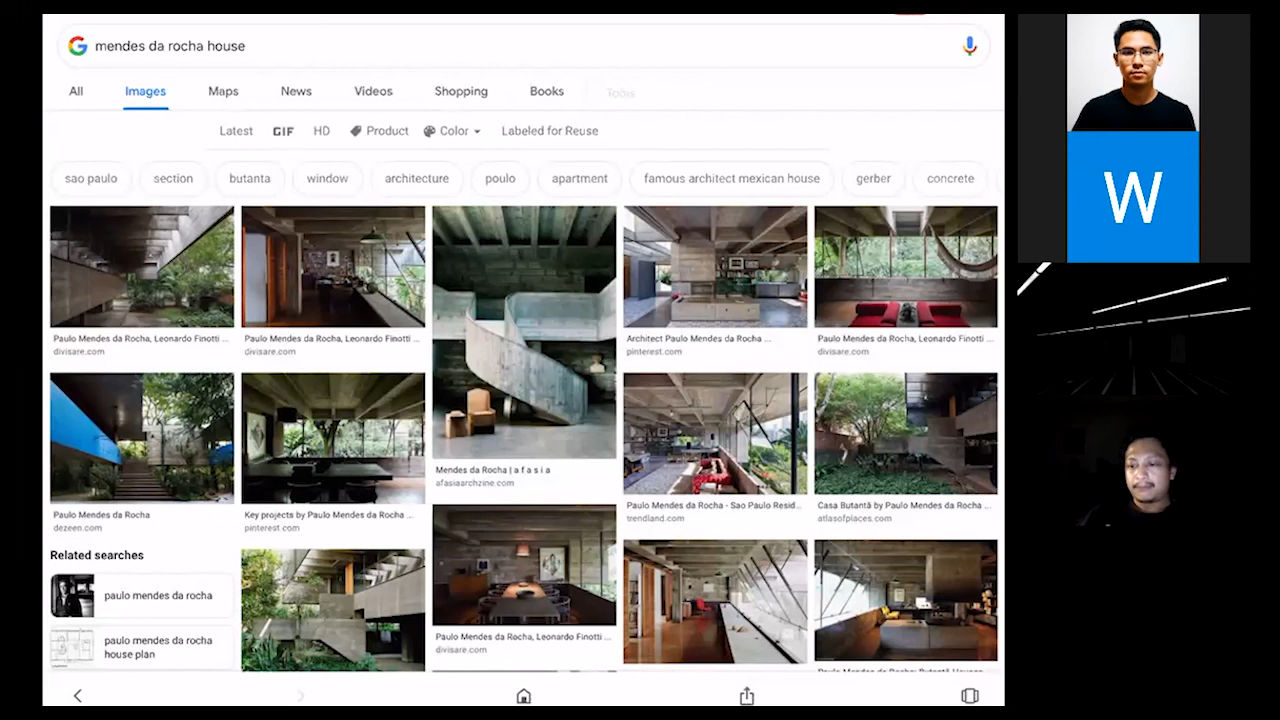 mendes da rocha house
All Images Maps News Videos Shopping Books Tools
Latest GIF HD Product Color Labeled for Reuse
sao paulo section butanta window architecture poulo apartment famous architect mexican house gerber concrete
Paulo Mendes da Rocha, Leonardo Finotti ...
divisare.com
Paulo Mendes da Rocha, Leonardo Finotti ...
divisare.com
Architect Paulo Mendes da Rocha ...
pinterest.com
Paulo Mendes da Rocha, Leonardo Finotti ...
divisare.com
Mendes da Rocha | a f a s i a
afasiaarchzine.com
Paulo Mendes da Rocha
dezeen.com
Key projects by Paulo Mendes da Rocha ...
pinterest.com
Paulo Mendes da Rocha - Sao Paulo Resid...
trendland.com
Casa Butantã by Paulo Mendes da Rocha ...
atlasofplaces.com
Related searches
paulo mendes da rocha
paulo mendes da rocha
house plan
Paulo Mendes da Rocha, Leonardo Finotti ...
divisare.com
W